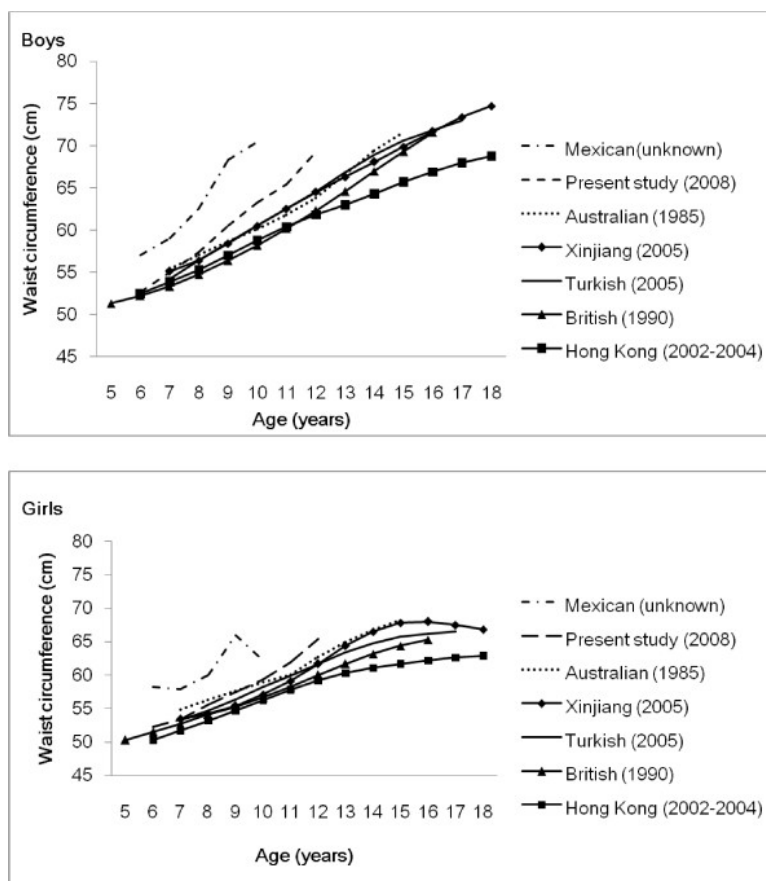 Boys
80
75
70
65
60
55
50
45
Waist circumference (cm)
5 6 7 8 9 10 11 12 13 14 15 16 17 18
Age (years)
Mexican(unknown)
Present study (2008)
Australian (1985)
Xinjiang (2005)
Turkish (2005)
British (1990)
Hong Kong (2002-2004)
Girls
80
75
70
65
60
55
50
45
Waist circumference (cm)
5 6 7 8 9 10 11 12 13 14 15 16 17 18
Age (years)
Mexican (unknown)
Present study (2008)
Australian (1985)
Xinjiang (2005)
Turkish (2005)
British (1990)
Hong Kong (2002-2004)